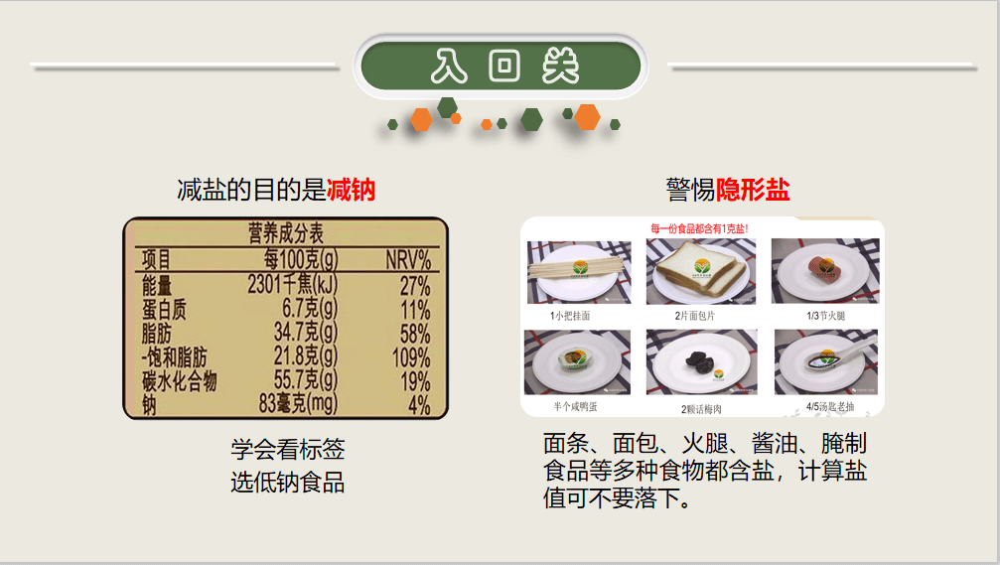 入口关
减盐的目的是减钠
营养成分表
项目 每100克(g) NRV%
能量 2301千焦(kJ) 27%
蛋白质 6.7克(g) 11%
脂肪 34.7克(g) 58%
-饱和脂肪 21.8克(g) 109%
碳水化合物 55.7克(g) 19%
钠 83毫克(mg) 4%
学会看标签
选低钠食品
警惕隐形盐
每一份食品都含有1克盐！
1小把挂面 2片面包片 1/3节火腿
半个咸鸭蛋 2颗话梅肉 4/5汤匙老抽
面条、面包、火腿、酱油、腌制
食品等多种食物都含盐，计算盐
值可不要落下。